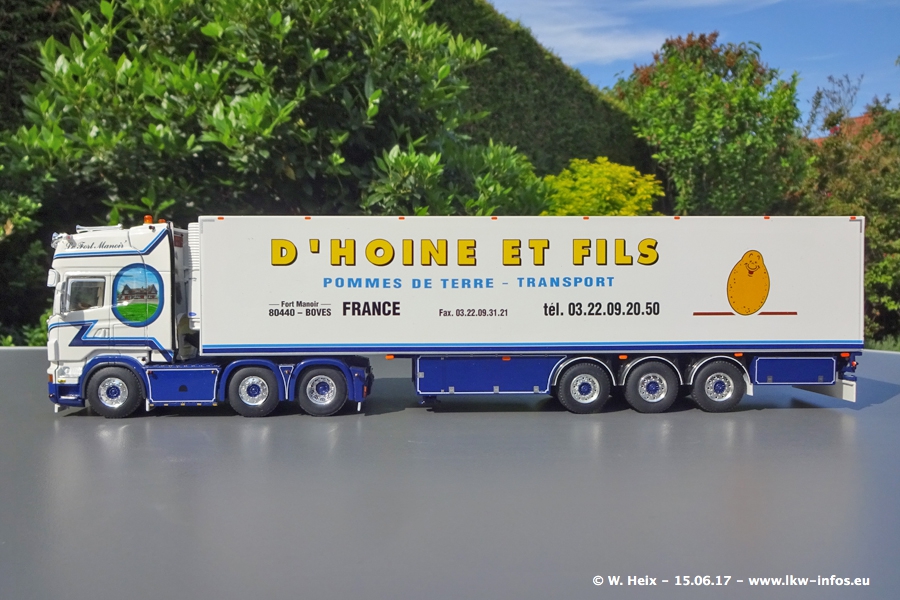 Le Fort Manoir
D'HOINE ET FILS
POMMES DE TERRE - TRANSPORT
Fort Manoir
80440 - BOVES FRANCE Fax. 03.22.09.31.21 tél. 03.22.09.20.50
© W. Heix - 15.06.17 - www.lkw-infos.eu